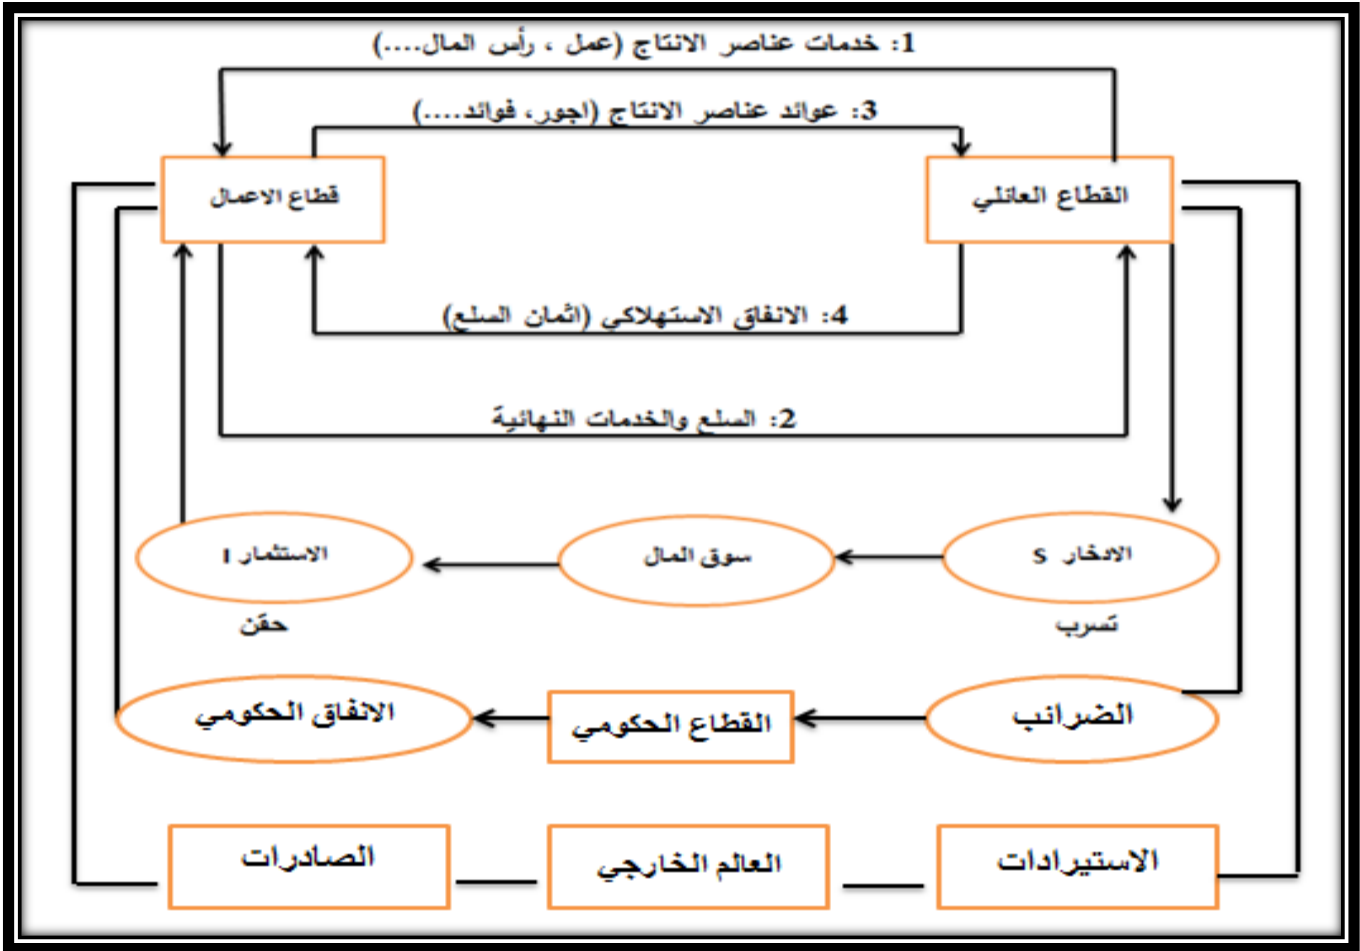 1: خدمات عناصر الانتاج (عمل ، رأس المال....)
3: عوائد عناصر الانتاج (اجور، فوائد....)
القطاع العائلي
قطاع الاعمال
4: الانفاق الاستهلاكي (اثمان السلع)
2: السلع والخدمات النهائية
الادخار S
سوق المال
الاستثمار I
تسرب
حقن
الضرائب
القطاع الحكومي
الانفاق الحكومي
الاستيرادات
العالم الخارجي
الصادرات